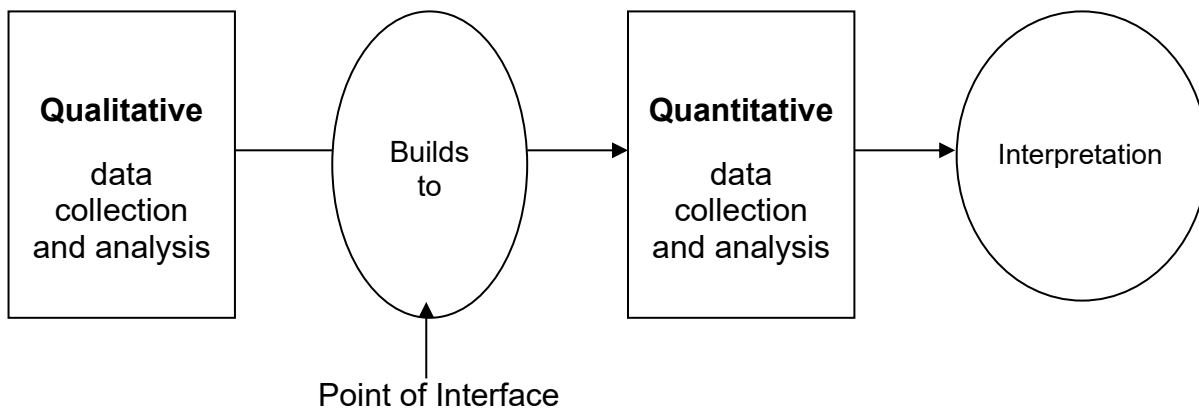 Qualitative
data
collection
and analysis
Builds
to
Quantitative
data
collection
and analysis
Interpretation
Point of Interface